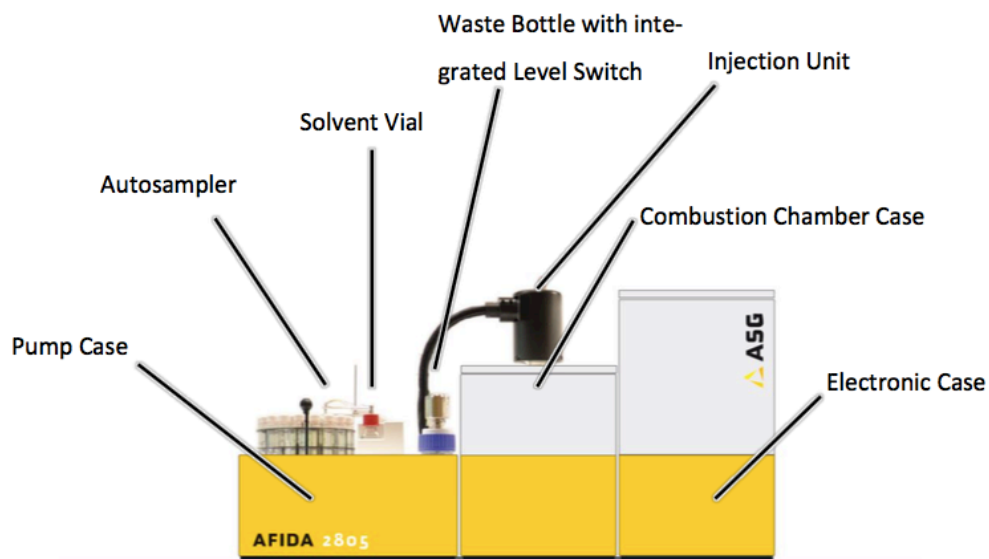 Waste Bottle with inte-
grated Level Switch
Injection Unit
Solvent Vial
Autosampler
Combustion Chamber Case
Pump Case
Electronic Case
ASG
AFIDA 2805